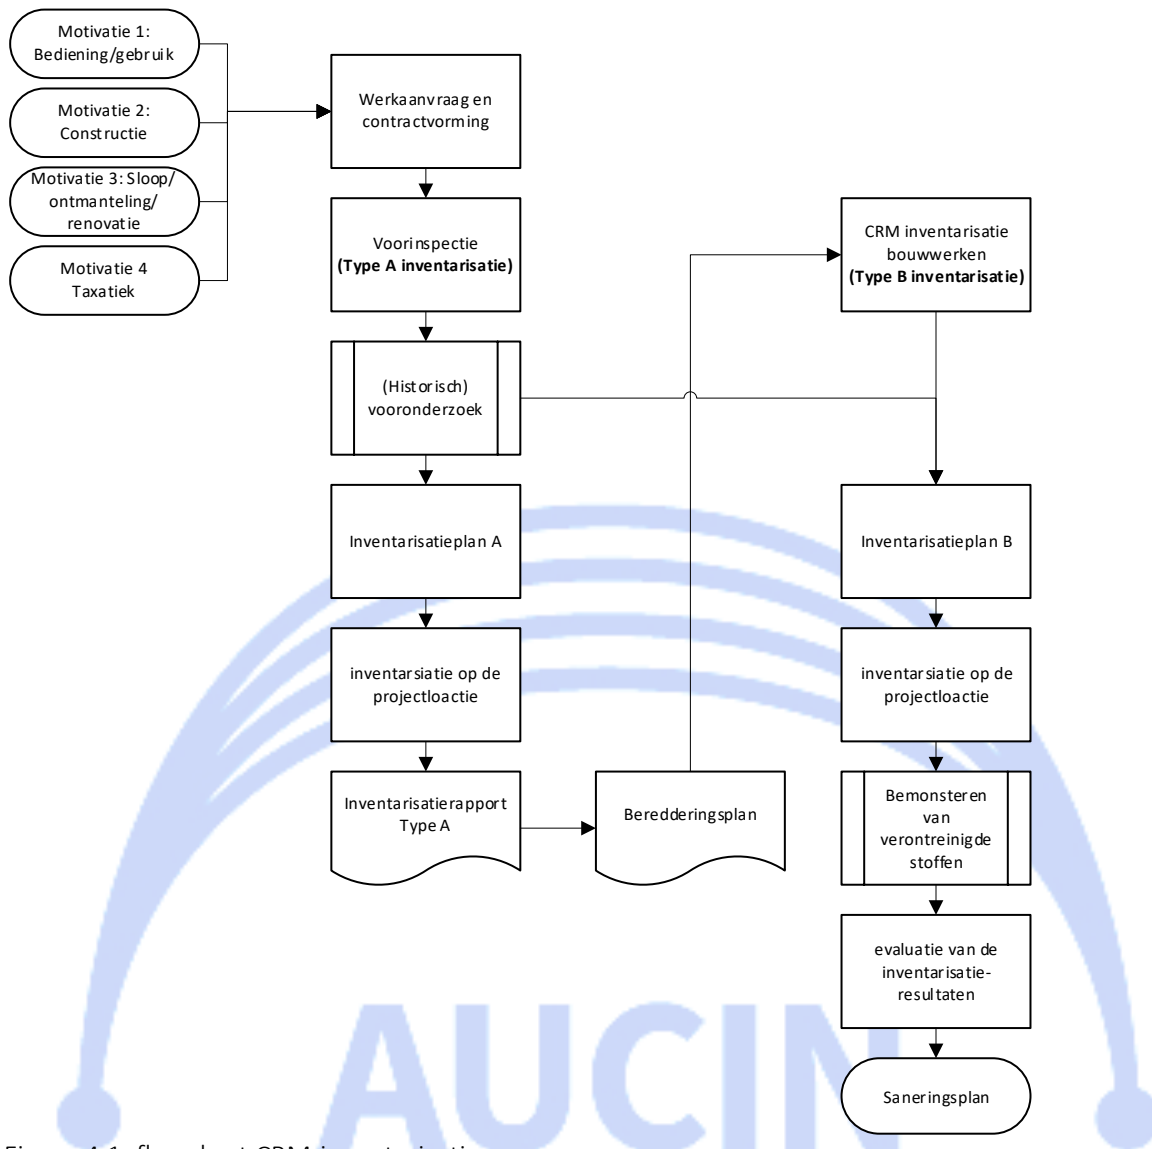 Motivatie 1:
Bediening/gebruik
Motivatie 2:
Constructie
Motivatie 3: Sloop/
ontmanteling/
renovatie
Motivatie 4
Taxatiek
Werkaanvraag en
contractvorming
Voorinspectie
(Type A inventarisatie)
(Historisch)
vooronderzoek
Inventarisatieplan A
inventarsiatie op de
projectloactie
Inventarisatierapport
Type A
Beredderingsplan
CRM inventarisatie
bouwwerken
(Type B inventarisatie)
Inventarisatieplan B
inventarsiatie op de
projectloactie
Bemonsteren
van
verontreinigde
stoffen
evaluatie van de
inventarisatie-
resultaten
Saneringsplan
AUCIN